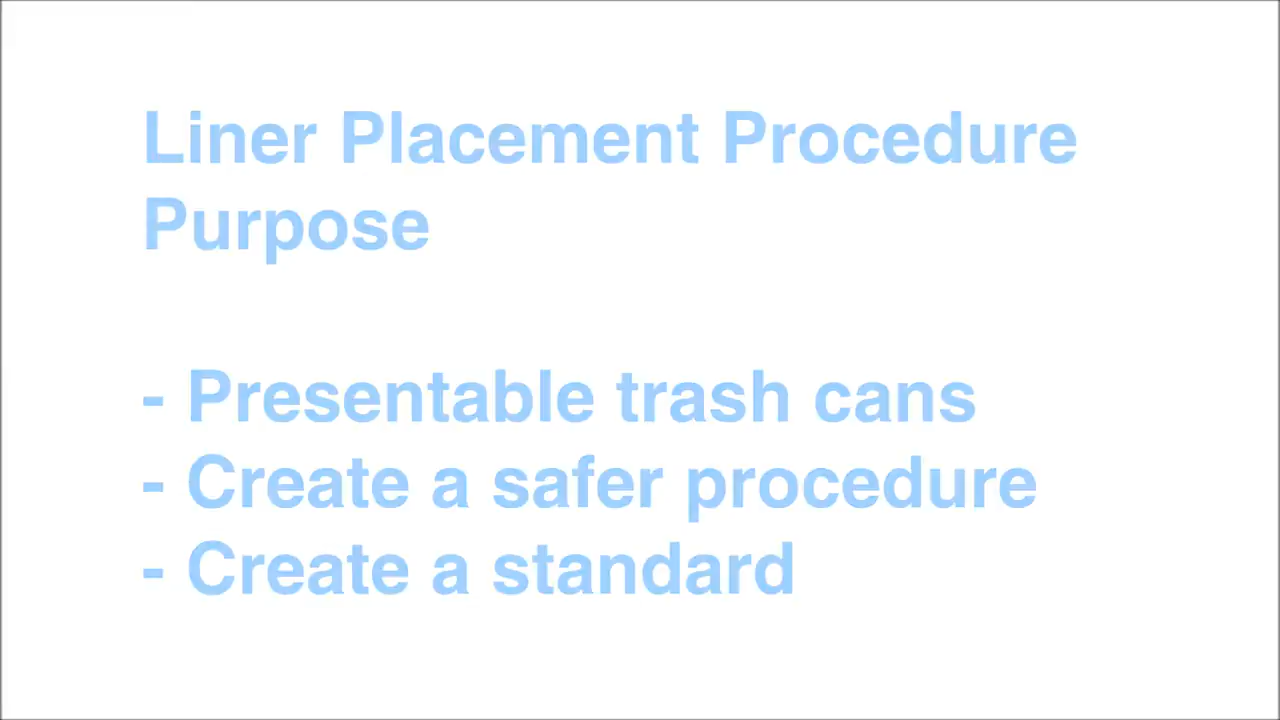 Liner Placement Procedure
Purpose
- Presentable trash cans
- Create a safer procedure
- Create a standard